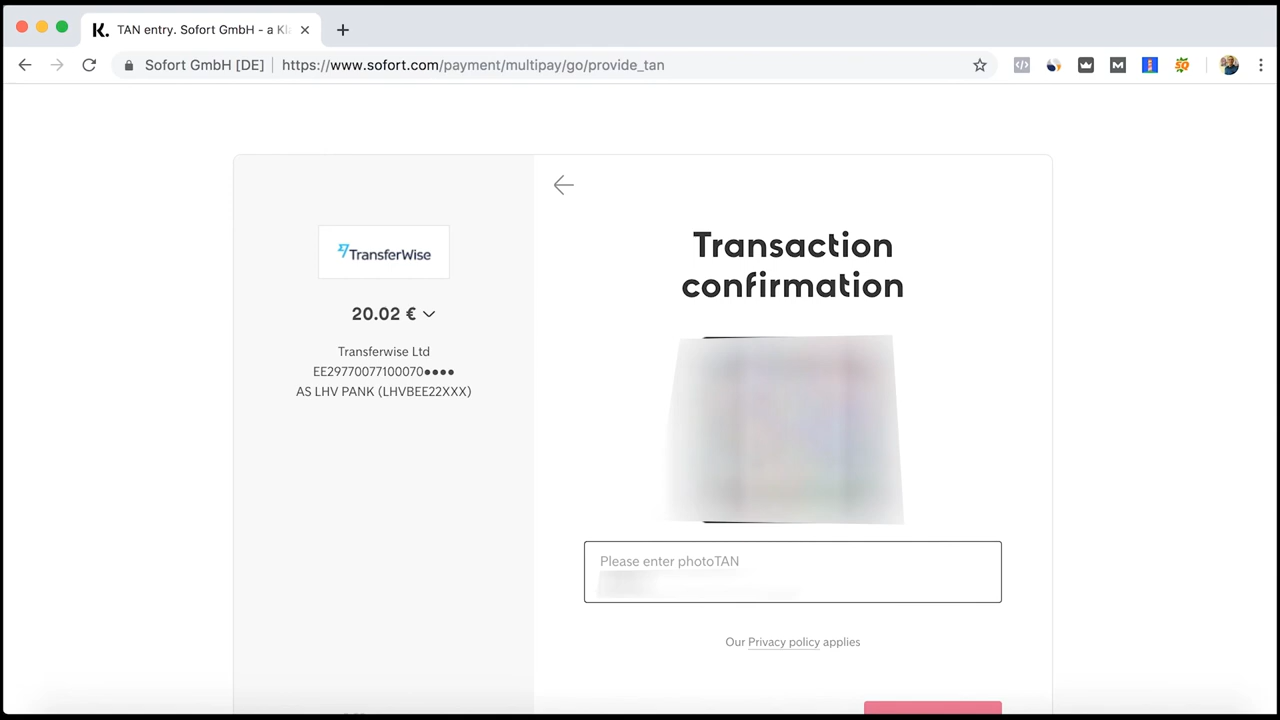 K. TAN entry. Sofort GmbH - a Kl
Sofort GmbH [DE] https://www.sofort.com/payment/multipay/go/provide_tan
TransferWise
20.02 €
Transferwise Ltd
EE29770077100070●●●●
AS LHV PANK (LHVBEE22XXX)
Transaction
confirmation
Please enter photoTAN
Our Privacy policy applies